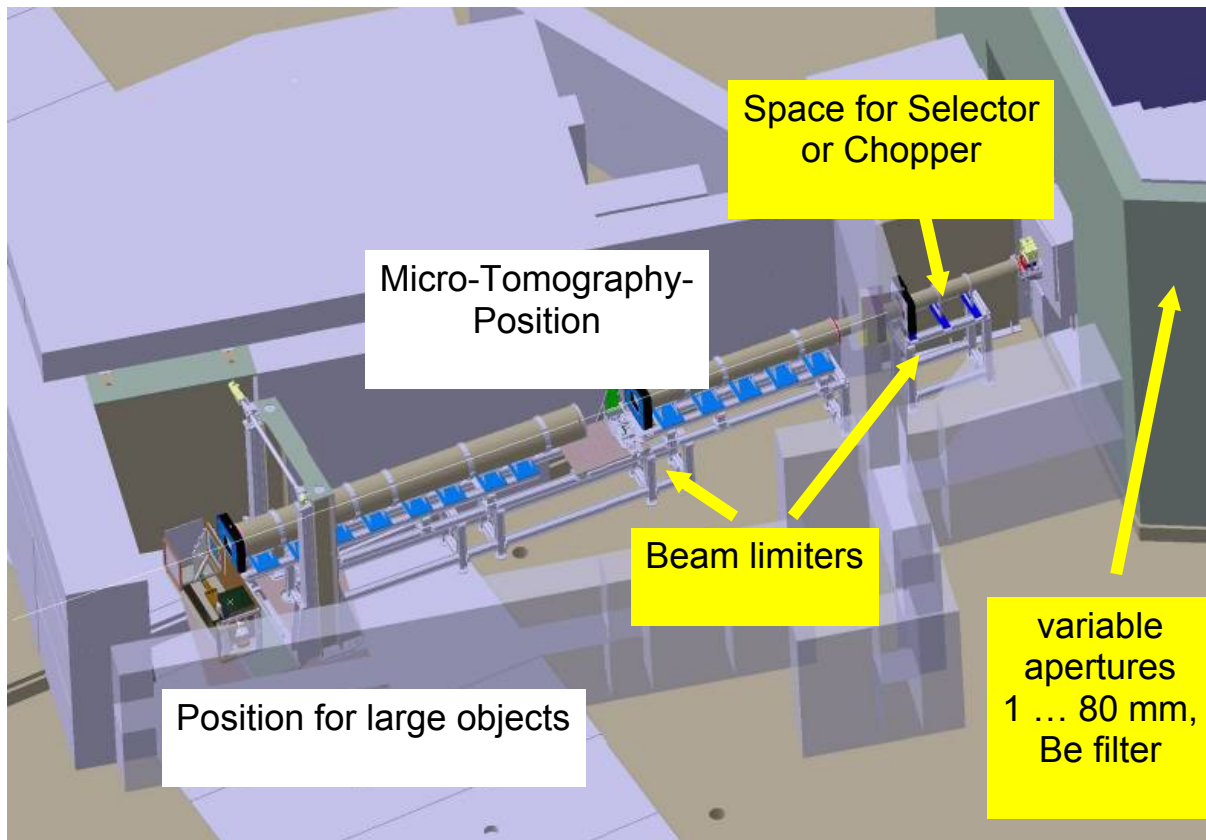 Space for Selector
or Chopper
Micro-Tomography-
Position
Beam limiters
variable
apertures
1 … 80 mm,
Be filter
Position for large objects